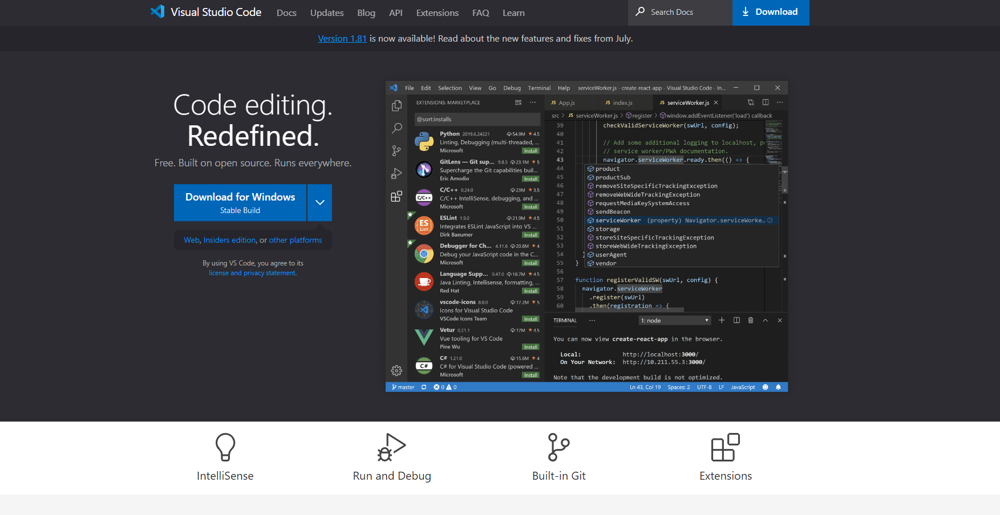 Visual Studio Code Docs Updates Blog API Extensions FAQ Learn Search Docs Download
Version 1.81 is now available! Read about the new features and fixes from July.
Code editing.
Redefined.
Free. Built on open source. Runs everywhere.
Download for Windows
Stable Build
Web, Insiders edition, or other platforms
By using VS Code, you agree to its
license and privacy statement.
File Edit Selection View Go Debug Terminal Help serviceWorker.js - create-react-app - Visual Studio Code - In...
EXTENSIONS: MARKETPLACE
@sort:installs
Python 2019.6.24221 54.9M 4.5
Linting, Debugging (multi-threaded, ...
Microsoft Install
GitLens — Git sup... 9.8.5 23.1M 5
Supercharge the Git capabilities buil...
Eric Amodio Install
C/C++ 0.24.0 23M 3.5
C/C++ IntelliSense, debugging, and ...
Microsoft Install
ESLint 1.9.0 21.9M 4.5
Integrates ESLint JavaScript into VS ...
Dirk Baeumer Install
Debugger for Ch... 4.11.6 20.6M 4
Debug your JavaScript code in the C...
Microsoft Install
Language Supp... 0.47.0 18.7M 4.5
Java Linting, Intellisense, formatting, ...
Red Hat Install
vscode-icons 8.8.0 17.2M 5
Icons for Visual Studio Code
VSCode Icons Team Install
Vetur 0.21.1 17M 4.5
Vue tooling for VS Code
Pine Wu Install
C# 1.21.0 15.6M 4
C# for Visual Studio Code (powered ...
Microsoft Install
C/C++
ES
Lint
C#
JS App.js JS index.js JS serviceWorker.js
src > JS serviceWorker.js > register > window.addEventListener('load') callback
39 checkValidServiceWorker(swUrl, config);
40
41 // Add some additional logging to localhost, po
42 // service worker/PWA documentation.
43 navigator.serviceWorker.ready.then(() => {
44 product
45 productSub
46 removeSiteSpecificTrackingException
47 removeWebWideTrackingException
48 requestMediaKeySystemAccess
49 sendBeacon
50 serviceWorker (property) Navigator.serviceWorke...
51 storage
52 storeSiteSpecificTrackingException
53 storeWebWideTrackingException
54 } userAgent
55 } vendor
56
57 function registerValidSW(swUrl, config) {
58 navigator.serviceWorker
59 .register(swUrl)
60 .then(registration => {
TERMINAL ... 1: node
You can now view create-react-app in the browser.
Local: http://localhost:3000/
On Your Network: http://10.211.55.3:3000/
Note that the development build is not optimized.
master 0 0 Ln 43, Col 19 Spaces: 2 UTF-8 LF JavaScript
IntelliSense Run and Debug Built-in Git Extensions